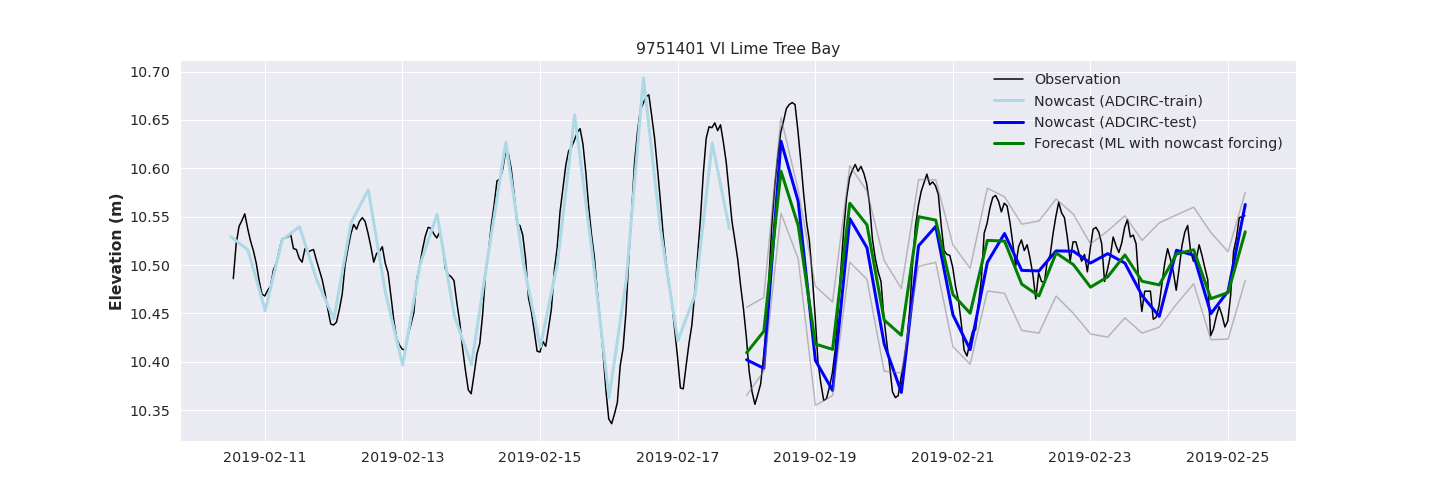 9751401 VI Lime Tree Bay
Elevation (m)
10.70
10.65
10.60
10.55
10.50
10.45
10.40
10.35
Observation
Nowcast (ADCIRC-train)
Nowcast (ADCIRC-test)
Forecast (ML with nowcast forcing)
2019-02-11
2019-02-13
2019-02-15
2019-02-17
2019-02-19
2019-02-21
2019-02-23
2019-02-25